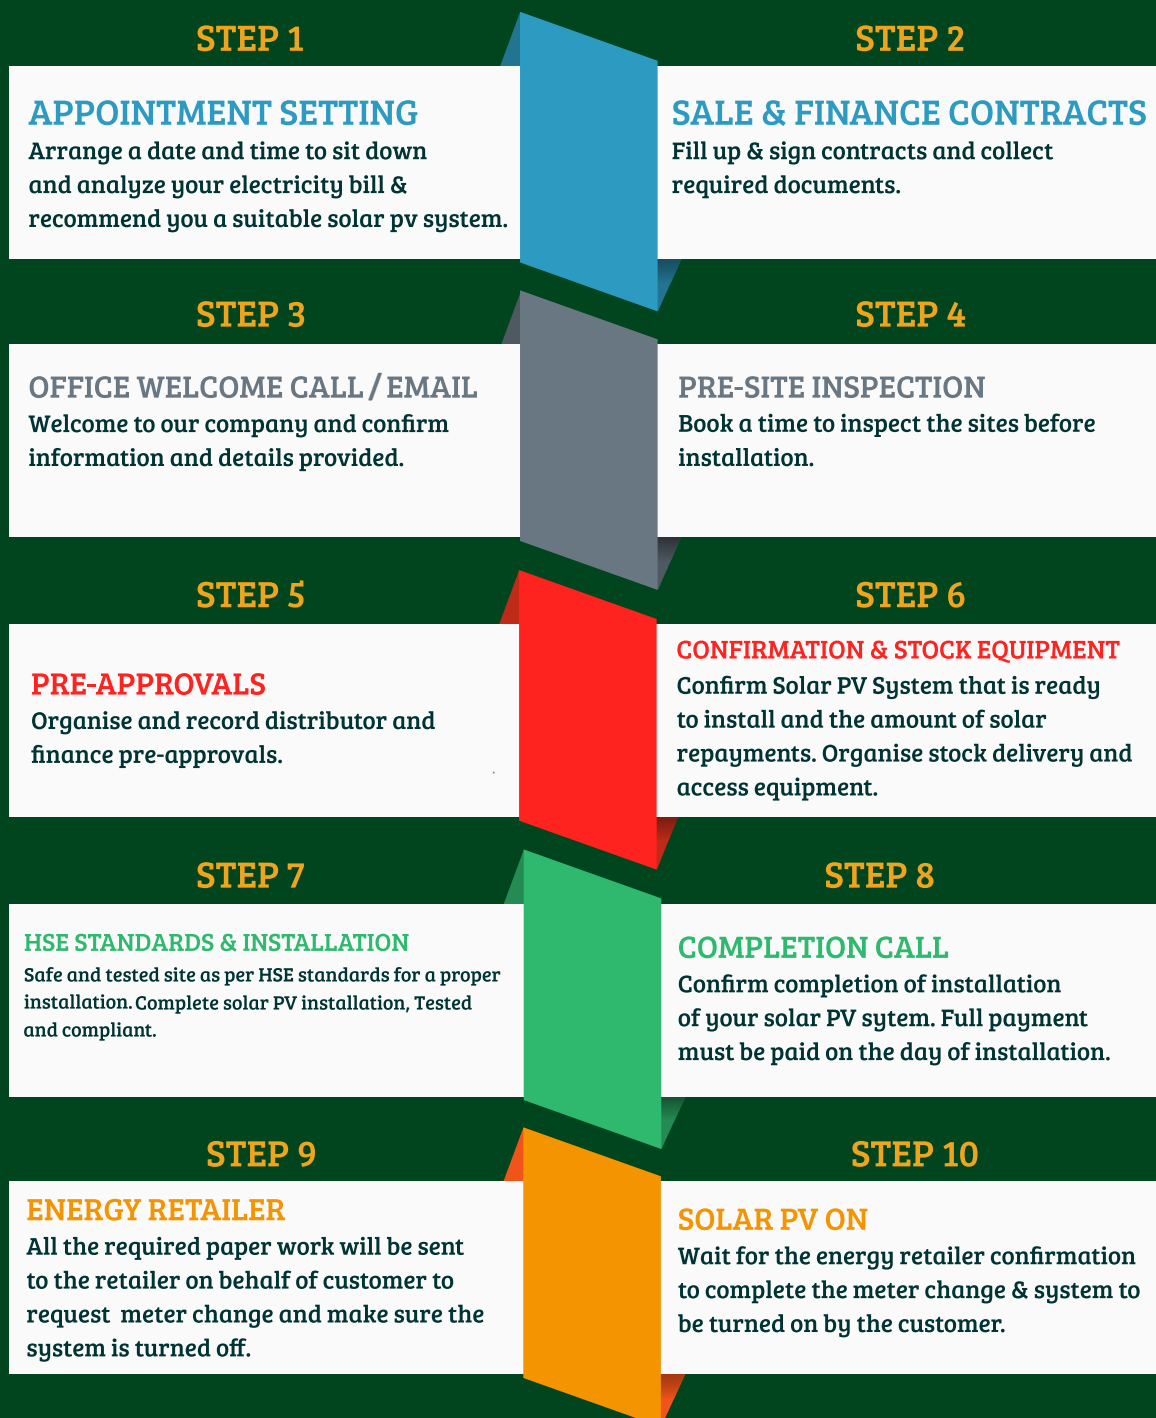 STEP 1
APPOINTMENT SETTING
Arrange a date and time to sit down
and analyze your electricity bill &
recommend you a suitable solar pv system.
STEP 2
SALE & FINANCE CONTRACTS
Fill up & sign contracts and collect
required documents.
STEP 3
OFFICE WELCOME CALL / EMAIL
Welcome to our company and confirm
information and details provided.
STEP 4
PRE-SITE INSPECTION
Book a time to inspect the sites before
installation.
STEP 5
PRE-APPROVALS
Organise and record distributor and
finance pre-approvals.
STEP 6
CONFIRMATION & STOCK EQUIPMENT
Confirm Solar PV System that is ready
to install and the amount of solar
repayments. Organise stock delivery and
access equipment.
STEP 7
HSE STANDARDS & INSTALLATION
Safe and tested site as per HSE standards for a proper
installation. Complete solar PV installation, Tested
and compliant.
STEP 8
COMPLETION CALL
Confirm completion of installation
of your solar PV sytem. Full payment
must be paid on the day of installation.
STEP 9
ENERGY RETAILER
All the required paper work will be sent
to the retailer on behalf of customer to
request  meter change and make sure the
system is turned off.
STEP 10
SOLAR PV ON
Wait for the energy retailer confirmation
to complete the meter change & system to
be turned on by the customer.